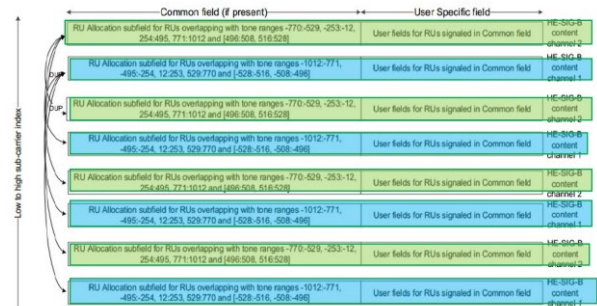 Common field (if present)
User Specific field
RU Allocation subfield for RUs overlapping with tone ranges -770:-529, -253:-12,
254:495, 771:1012 and [496:508, 516:528]
User fields for RUs signaled in Common field
HE-SIG-B
content
channel 2
RU Allocation subfield for RUs overlapping with tone ranges -1012:-771,
-495:-254, 12:253, 529:770 and [-528:-516, -508:-496]
User fields for RUs signaled in Common field
HE-SIG-B
content
channel 1
DUP
RU Allocation subfield for RUs overlapping with tone ranges -770:-529, -253:-12,
254:495, 771:1012 and [496:508, 516:528]
User fields for RUs signaled in Common field
HE-SIG-B
content
channel 2
DUP
RU Allocation subfield for RUs overlapping with tone ranges -1012:-771,
-495:-254, 12:253, 529:770 and [-528:-516, -508:-496]
User fields for RUs signaled in Common field
HE-SIG-B
content
channel 1
RU Allocation subfield for RUs overlapping with tone ranges -770:-529, -253:-12,
254:495, 771:1012 and [496:508, 516:528]
User fields for RUs signaled in Common field
HE-SIG-B
content
channel 2
RU Allocation subfield for RUs overlapping with tone ranges -1012:-771,
-495:-254, 12:253, 529:770 and [-528:-516, -508:-496]
User fields for RUs signaled in Common field
HE-SIG-B
content
channel 1
RU Allocation subfield for RUs overlapping with tone ranges -770:-529, -253:-12,
254:495, 771:1012 and [496:508, 516:528]
User fields for RUs signaled in Common field
HE-SIG-B
content
channel 2
RU Allocation subfield for RUs overlapping with tone ranges -1012:-771,
-495:-254, 12:253, 529:770 and [-528:-516, -508:-496]
User fields for RUs signaled in Common field
HE-SIG-B
content
channel 1
Low to high sub-carrier index